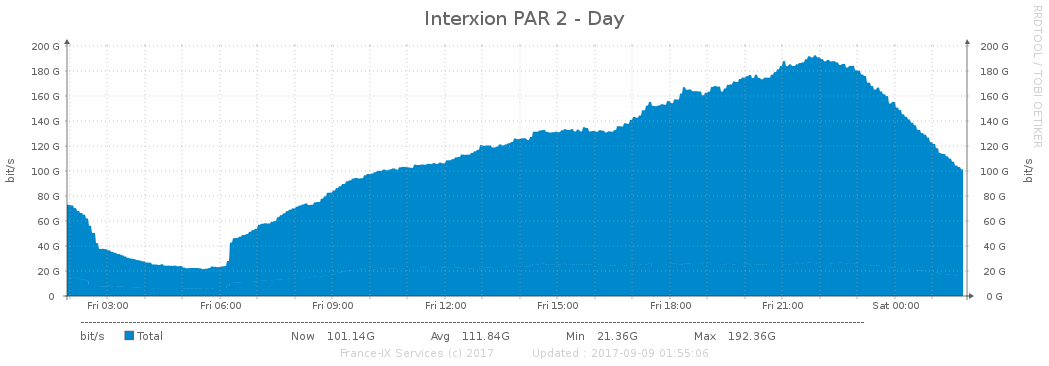 Interxion PAR 2 - Day
RRDTOOL / TOBI OETIKER
200 G 200 G
180 G 180 G
160 G 160 G
140 G 140 G
120 G 120 G
100 G 100 G
80 G 80 G
60 G 60 G
40 G 40 G
20 G 20 G
0 0 G
bit/s bit/s
Fri 03:00 Fri 06:00 Fri 09:00 Fri 12:00 Fri 15:00 Fri 18:00 Fri 21:00 Sat 00:00
bit/s Total Now 101.14G Avg 111.84G Min 21.36G Max 192.36G
France-IX Services (c) 2017 Updated : 2017-09-09 01:55:06